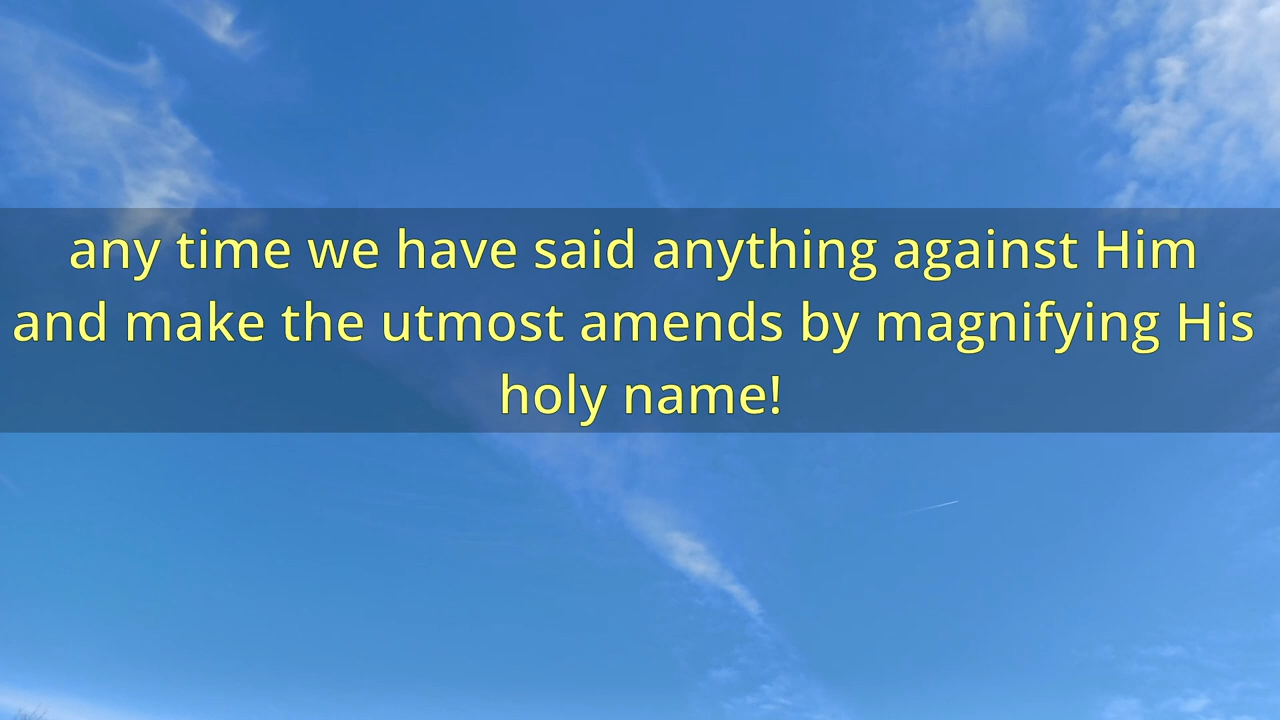 any time we have said anything against Him
and make the utmost amends by magnifying His
holy name!